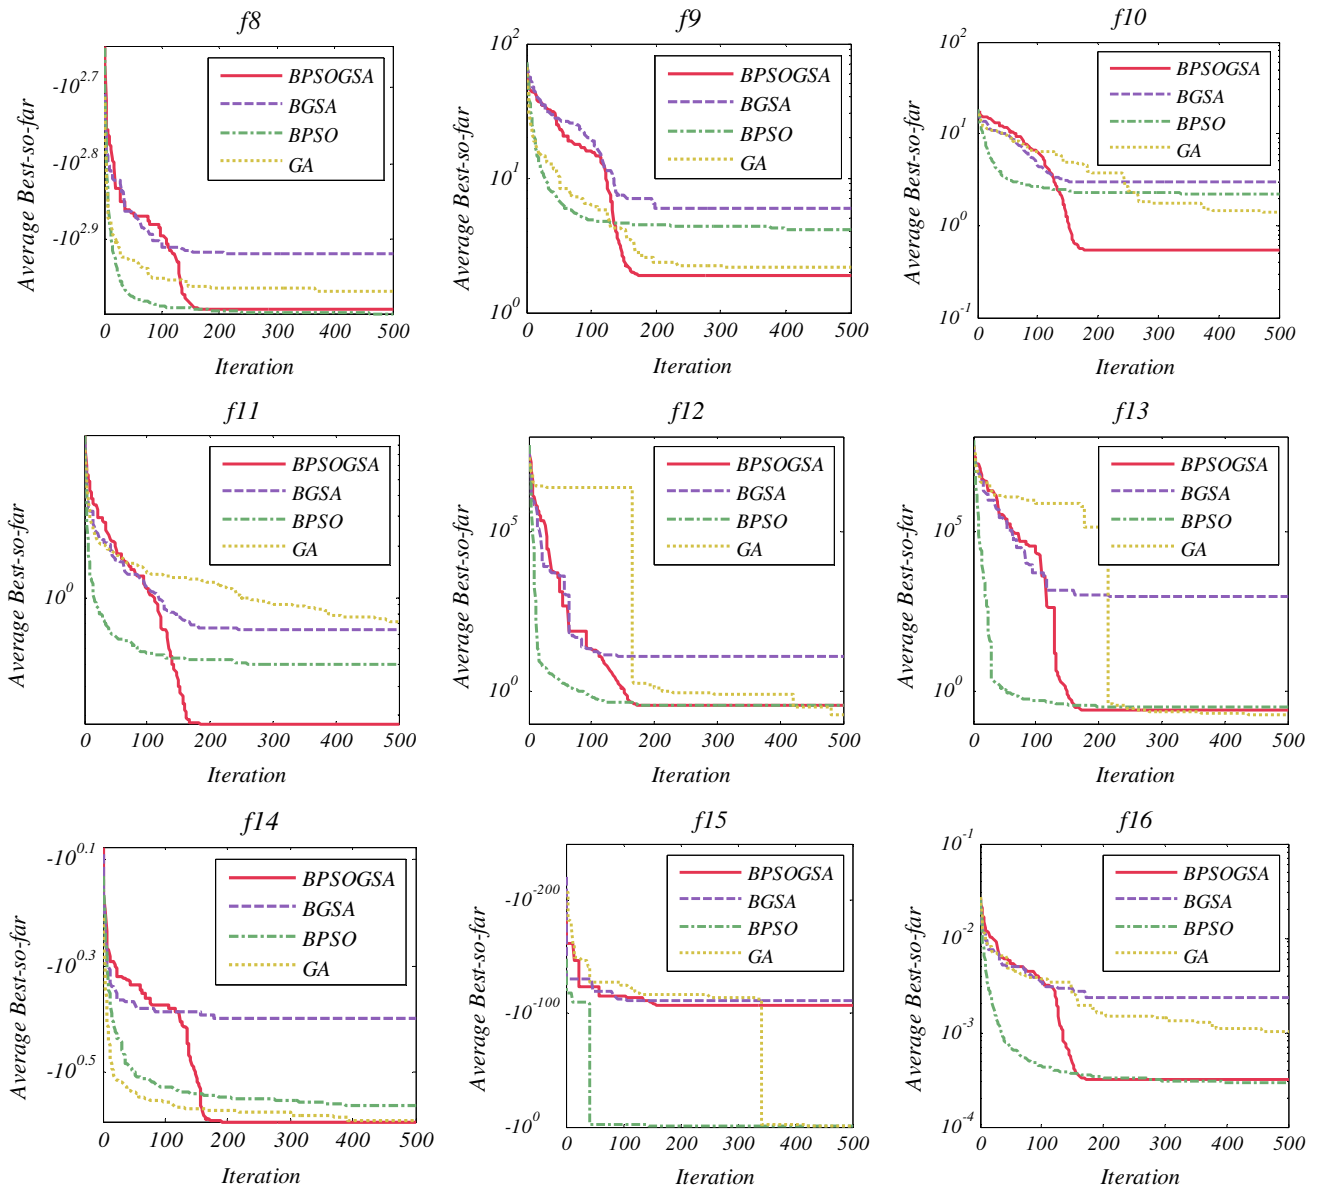 f8
Average Best-so-far
-10^2.7
-10^2.8
-10^2.9
BPSOGSA
BGSA
BPSO
GA
0 100 200 300 400 500
Iteration
f9
Average Best-so-far
10^2
10^1
10^0
BPSOGSA
BGSA
BPSO
GA
0 100 200 300 400 500
Iteration
f10
Average Best-so-far
10^2
10^1
10^0
10^-1
BPSOGSA
BGSA
BPSO
GA
0 100 200 300 400 500
Iteration
f11
Average Best-so-far
10^0
BPSOGSA
BGSA
BPSO
GA
0 100 200 300 400 500
Iteration
f12
Average Best-so-far
10^5
10^0
BPSOGSA
BGSA
BPSO
GA
0 100 200 300 400 500
Iteration
f13
Average Best-so-far
10^5
10^0
BPSOGSA
BGSA
BPSO
GA
0 100 200 300 400 500
Iteration
f14
Average Best-so-far
-10^0.1
-10^0.3
-10^0.5
BPSOGSA
BGSA
BPSO
GA
0 100 200 300 400 500
Iteration
f15
Average Best-so-far
-10^-200
-10^-100
-10^0
BPSOGSA
BGSA
BPSO
GA
0 100 200 300 400 500
Iteration
f16
Average Best-so-far
10^-1
10^-2
10^-3
10^-4
BPSOGSA
BGSA
BPSO
GA
0 100 200 300 400 500
Iteration